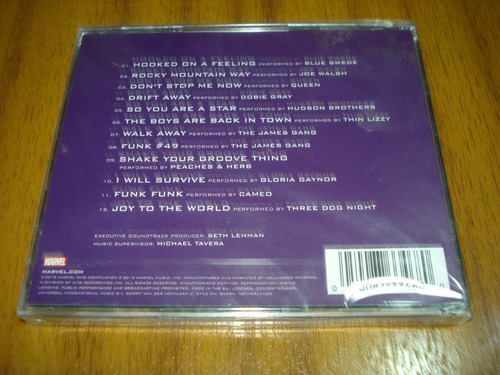 01. HOOKED ON A FEELING PERFORMED BY BLUE SWEDE
02. ROCKY MOUNTAIN WAY PERFORMED BY JOE WALSH
03. DON'T STOP ME NOW PERFORMED BY QUEEN
04. DRIFT AWAY PERFORMED BY DOBIE GRAY
05. SO YOU ARE A STAR PERFORMED BY HUDSON BROTHERS
06. THE BOYS ARE BACK IN TOWN PERFORMED BY THIN LIZZY
07. WALK AWAY PERFORMED BY THE JAMES GANG
08. FUNK #49 PERFORMED BY THE JAMES GANG
09. SHAKE YOUR GROOVE THING
PERFORMED BY PEACHES & HERB
10. I WILL SURVIVE PERFORMED BY GLORIA GAYNOR
11. FUNK FUNK PERFORMED BY CAMEO
12. JOY TO THE WORLD PERFORMED BY THREE DOG NIGHT
EXECUTIVE SOUNDTRACK PRODUCER: SETH LEHMAN
MUSIC SUPERVISOR: MICHAEL TAVERA
MARVEL
MARVEL.COM